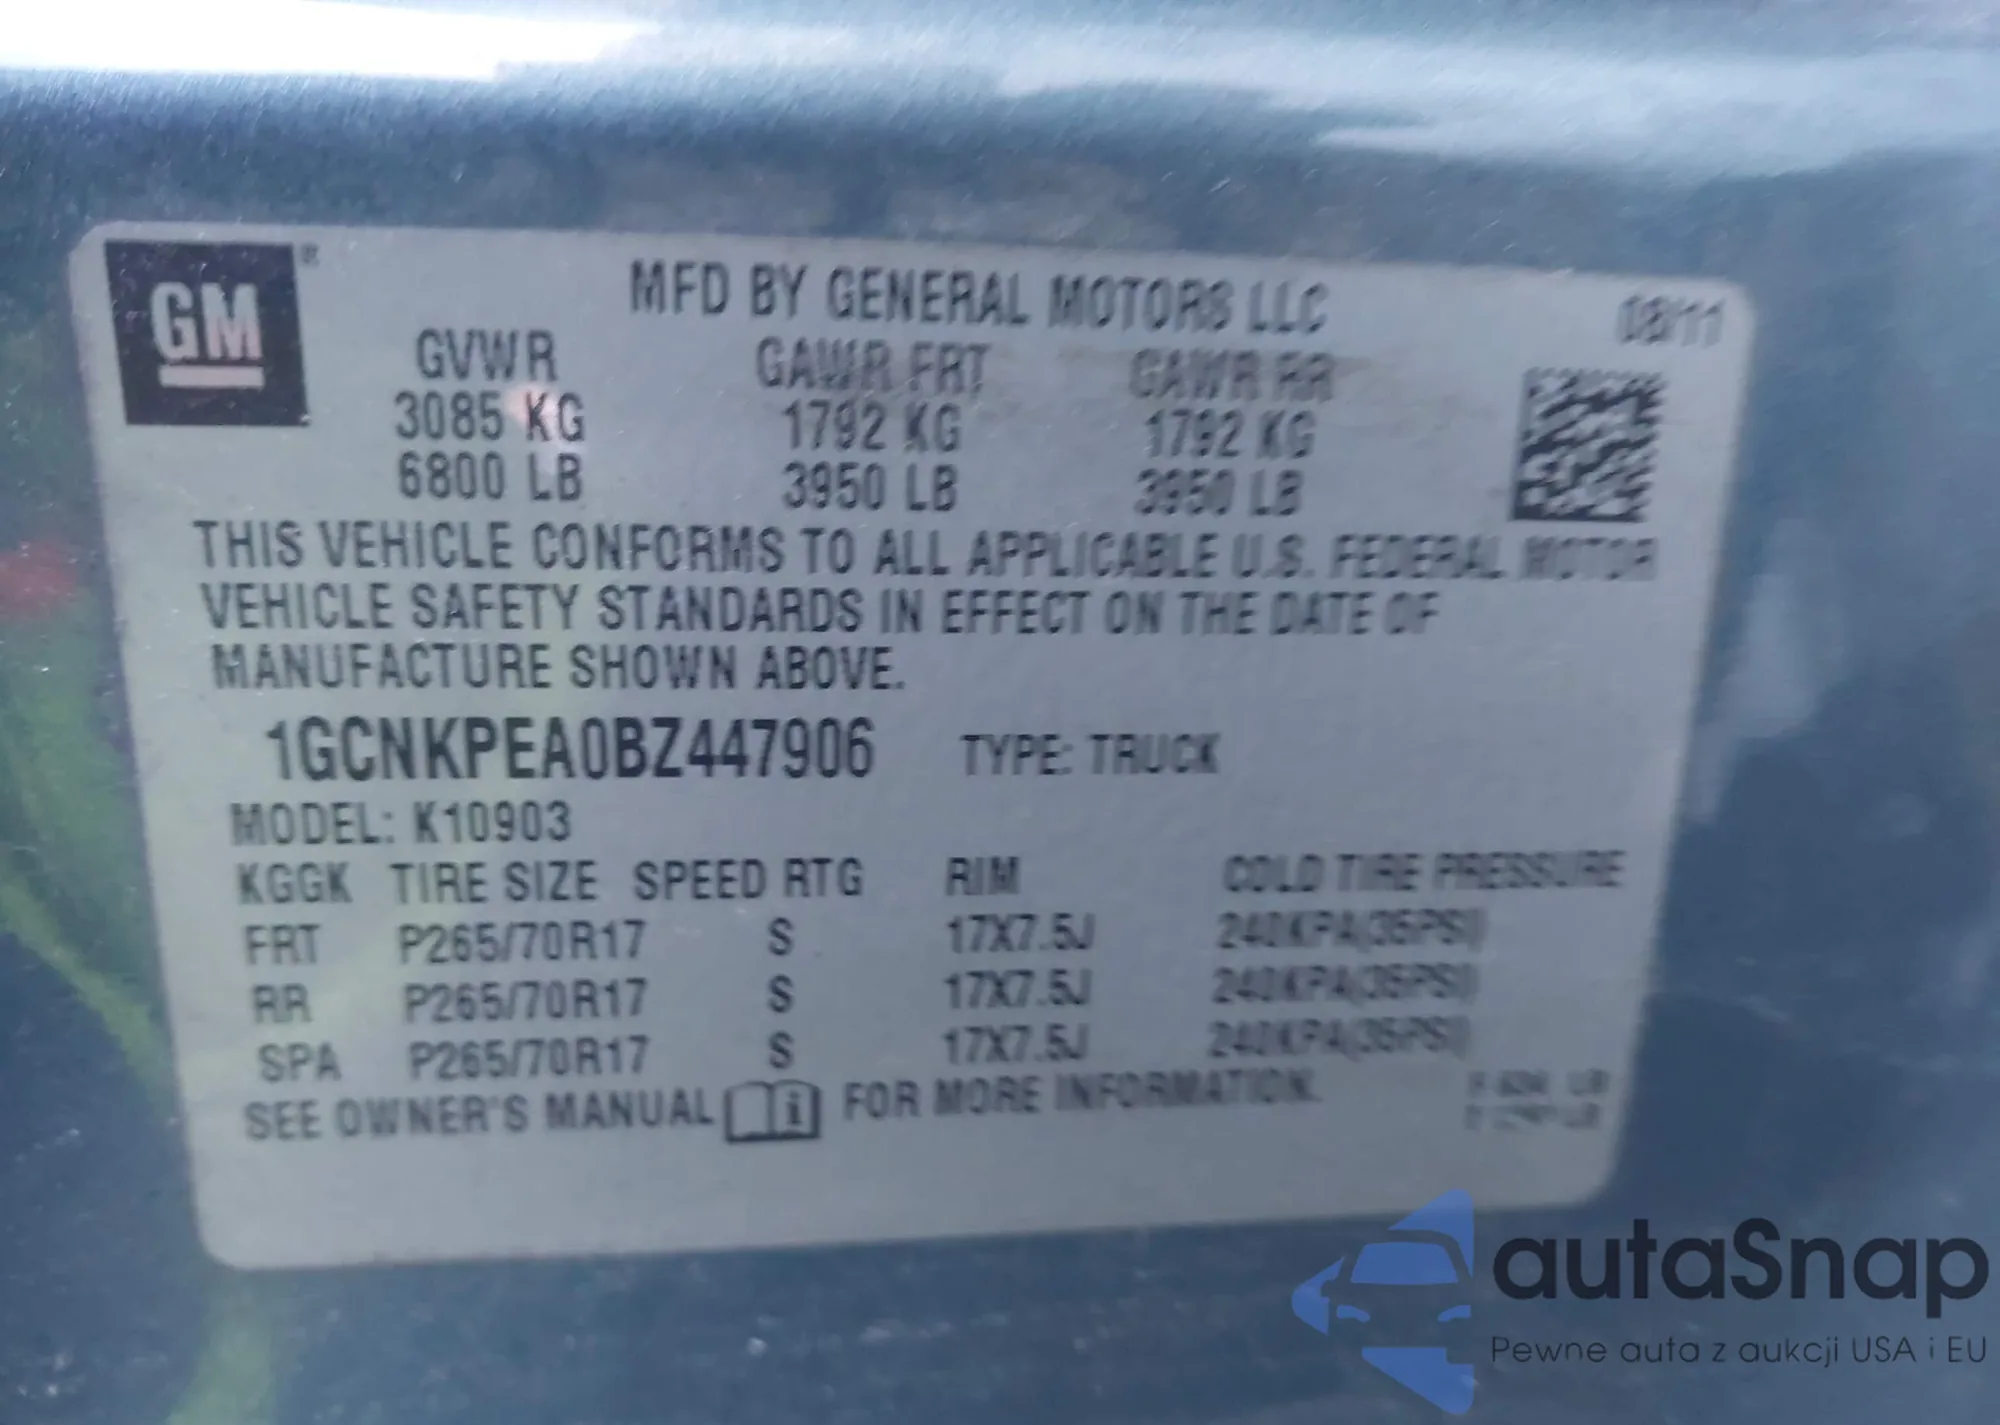 GM ®
MFD BY GENERAL MOTORS LLC 08/11
GVWR GAWR FRT GAWR RR
3085 KG 1792 KG 1792 KG
6800 LB 3950 LB 3950 LB
THIS VEHICLE CONFORMS TO ALL APPLICABLE U.S. FEDERAL MOTOR
VEHICLE SAFETY STANDARDS IN EFFECT ON THE DATE OF
MANUFACTURE SHOWN ABOVE.
1GCNKPEA0BZ447906 TYPE: TRUCK
MODEL: K10903
KGGK TIRE SIZE SPEED RTG RIM COLD TIRE PRESSURE
FRT P265/70R17 S 17X7.5J 240KPA(35PSI)
RR P265/70R17 S 17X7.5J 240KPA(35PSI)
SPA P265/70R17 S 17X7.5J 240KPA(35PSI)
SEE OWNER'S MANUAL i FOR MORE INFORMATION.
LB
LB
autaSnap
Pewne auta z aukcji USA i EU